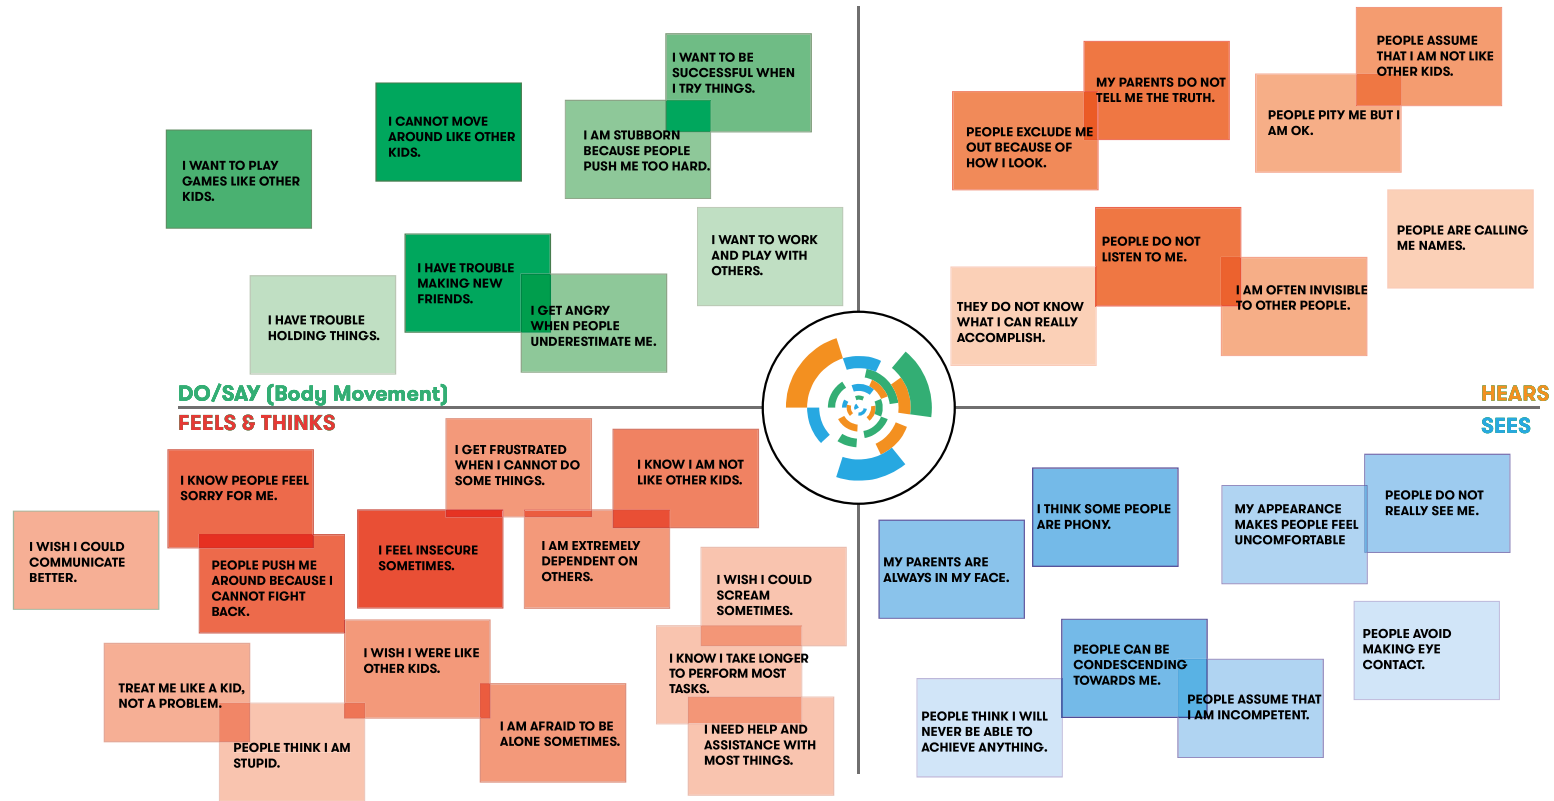 I WANT TO BE
SUCCESSFUL WHEN
I TRY THINGS.
I CANNOT MOVE
AROUND LIKE OTHER
KIDS.
I AM STUBBORN
BECAUSE PEOPLE
PUSH ME TOO HARD.
I WANT TO PLAY
GAMES LIKE OTHER
KIDS.
I WANT TO WORK
AND PLAY WITH
OTHERS.
I HAVE TROUBLE
MAKING NEW
FRIENDS.
I GET ANGRY
WHEN PEOPLE
UNDERESTIMATE ME.
I HAVE TROUBLE
HOLDING THINGS.
DO/SAY (Body Movement)
PEOPLE ASSUME
THAT I AM NOT LIKE
OTHER KIDS.
MY PARENTS DO NOT
TELL ME THE TRUTH.
PEOPLE PITY ME BUT I
AM OK.
PEOPLE EXCLUDE ME
OUT BECAUSE OF
HOW I LOOK.
PEOPLE ARE CALLING
ME NAMES.
PEOPLE DO NOT
LISTEN TO ME.
I AM OFTEN INVISIBLE
TO OTHER PEOPLE.
THEY DO NOT KNOW
WHAT I CAN REALLY
ACCOMPLISH.
HEARS
FEELS & THINKS
I GET FRUSTRATED
WHEN I CANNOT DO
SOME THINGS.
I KNOW I AM NOT
LIKE OTHER KIDS.
I KNOW PEOPLE FEEL
SORRY FOR ME.
I WISH I COULD
COMMUNICATE
BETTER.
PEOPLE PUSH ME
AROUND BECAUSE I
CANNOT FIGHT
BACK.
I FEEL INSECURE
SOMETIMES.
I AM EXTREMELY
DEPENDENT ON
OTHERS.
I WISH I COULD
SCREAM
SOMETIMES.
I WISH I WERE LIKE
OTHER KIDS.
I KNOW I TAKE LONGER
TO PERFORM MOST
TASKS.
TREAT ME LIKE A KID,
NOT A PROBLEM.
PEOPLE THINK I AM
STUPID.
I AM AFRAID TO BE
ALONE SOMETIMES.
I NEED HELP AND
ASSISTANCE WITH
MOST THINGS.
SEES
I THINK SOME PEOPLE
ARE PHONY.
MY APPEARANCE
MAKES PEOPLE FEEL
UNCOMFORTABLE
PEOPLE DO NOT
REALLY SEE ME.
MY PARENTS ARE
ALWAYS IN MY FACE.
PEOPLE AVOID
MAKING EYE
CONTACT.
PEOPLE CAN BE
CONDESCENDING
TOWARDS ME.
PEOPLE ASSUME THAT
I AM INCOMPETENT.
PEOPLE THINK I WILL
NEVER BE ABLE TO
ACHIEVE ANYTHING.